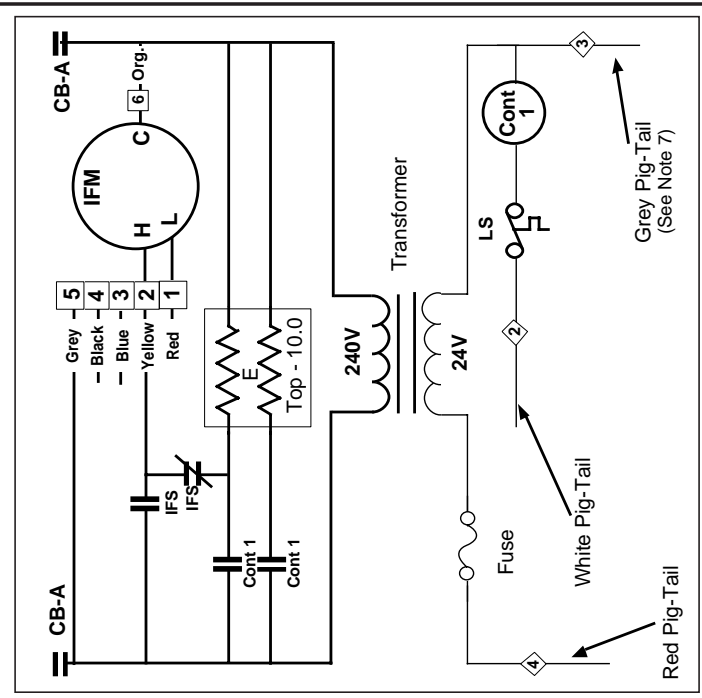 CB-A
CB-A
IFM
C
H
L
6
Org.
5
4
3
2
1
Grey
Black
Blue
Yellow
Red
IFS
IFS
E
Top - 10.0
Cont 1
Cont 1
240V
Transformer
24V
Fuse
LS
Cont
1
2
3
4
White Pig-Tail
Grey Pig-Tail
(See Note 7)
Red Pig-Tail